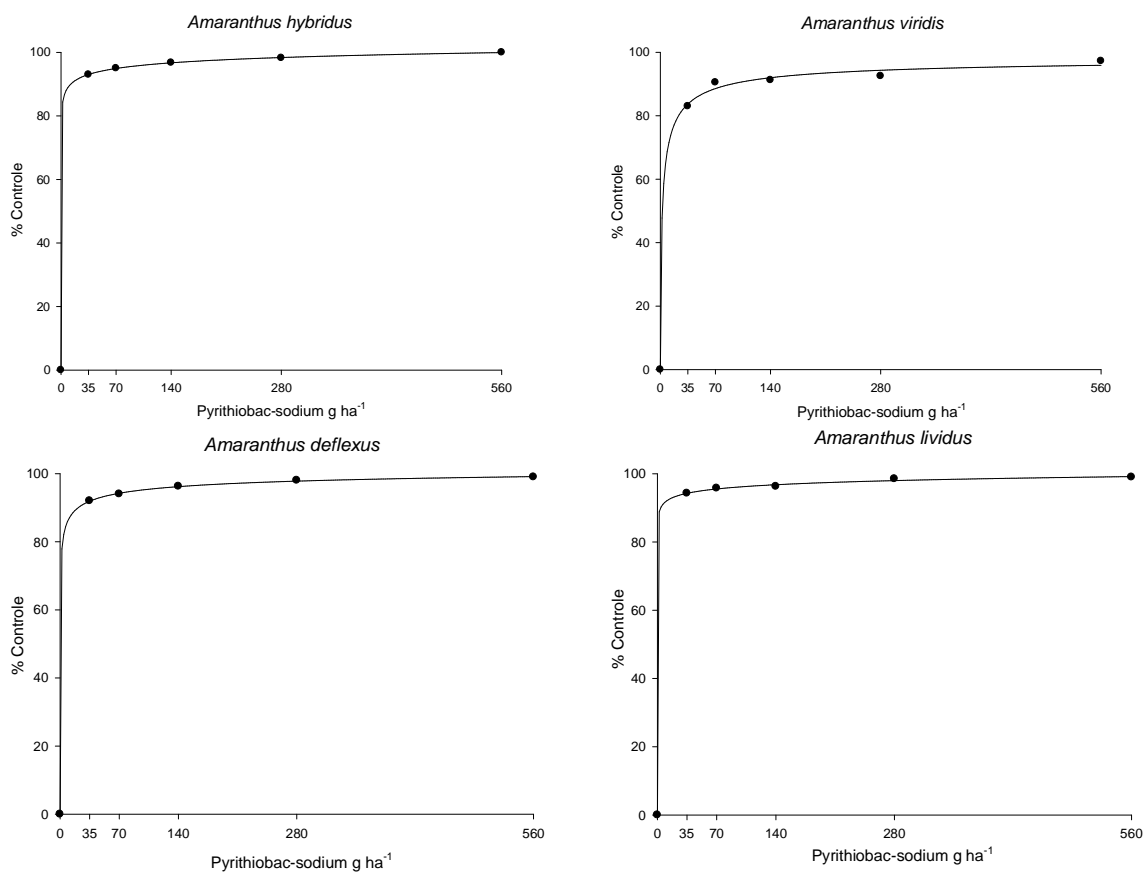 Amaranthus hybridus
100
80
60
40
20
0
% Controle
0 35 70 140 280 560
Pyrithiobac-sodium g ha⁻¹
Amaranthus viridis
100
80
60
40
20
0
% Controle
0 35 70 140 280 560
Pyrithiobac-sodium g ha⁻¹
Amaranthus deflexus
100
80
60
40
20
0
% Controle
0 35 70 140 280 560
Pyrithiobac-sodium g ha⁻¹
Amaranthus lividus
100
80
60
40
20
0
% Controle
0 35 70 140 280 560
Pyrithiobac-sodium g ha⁻¹